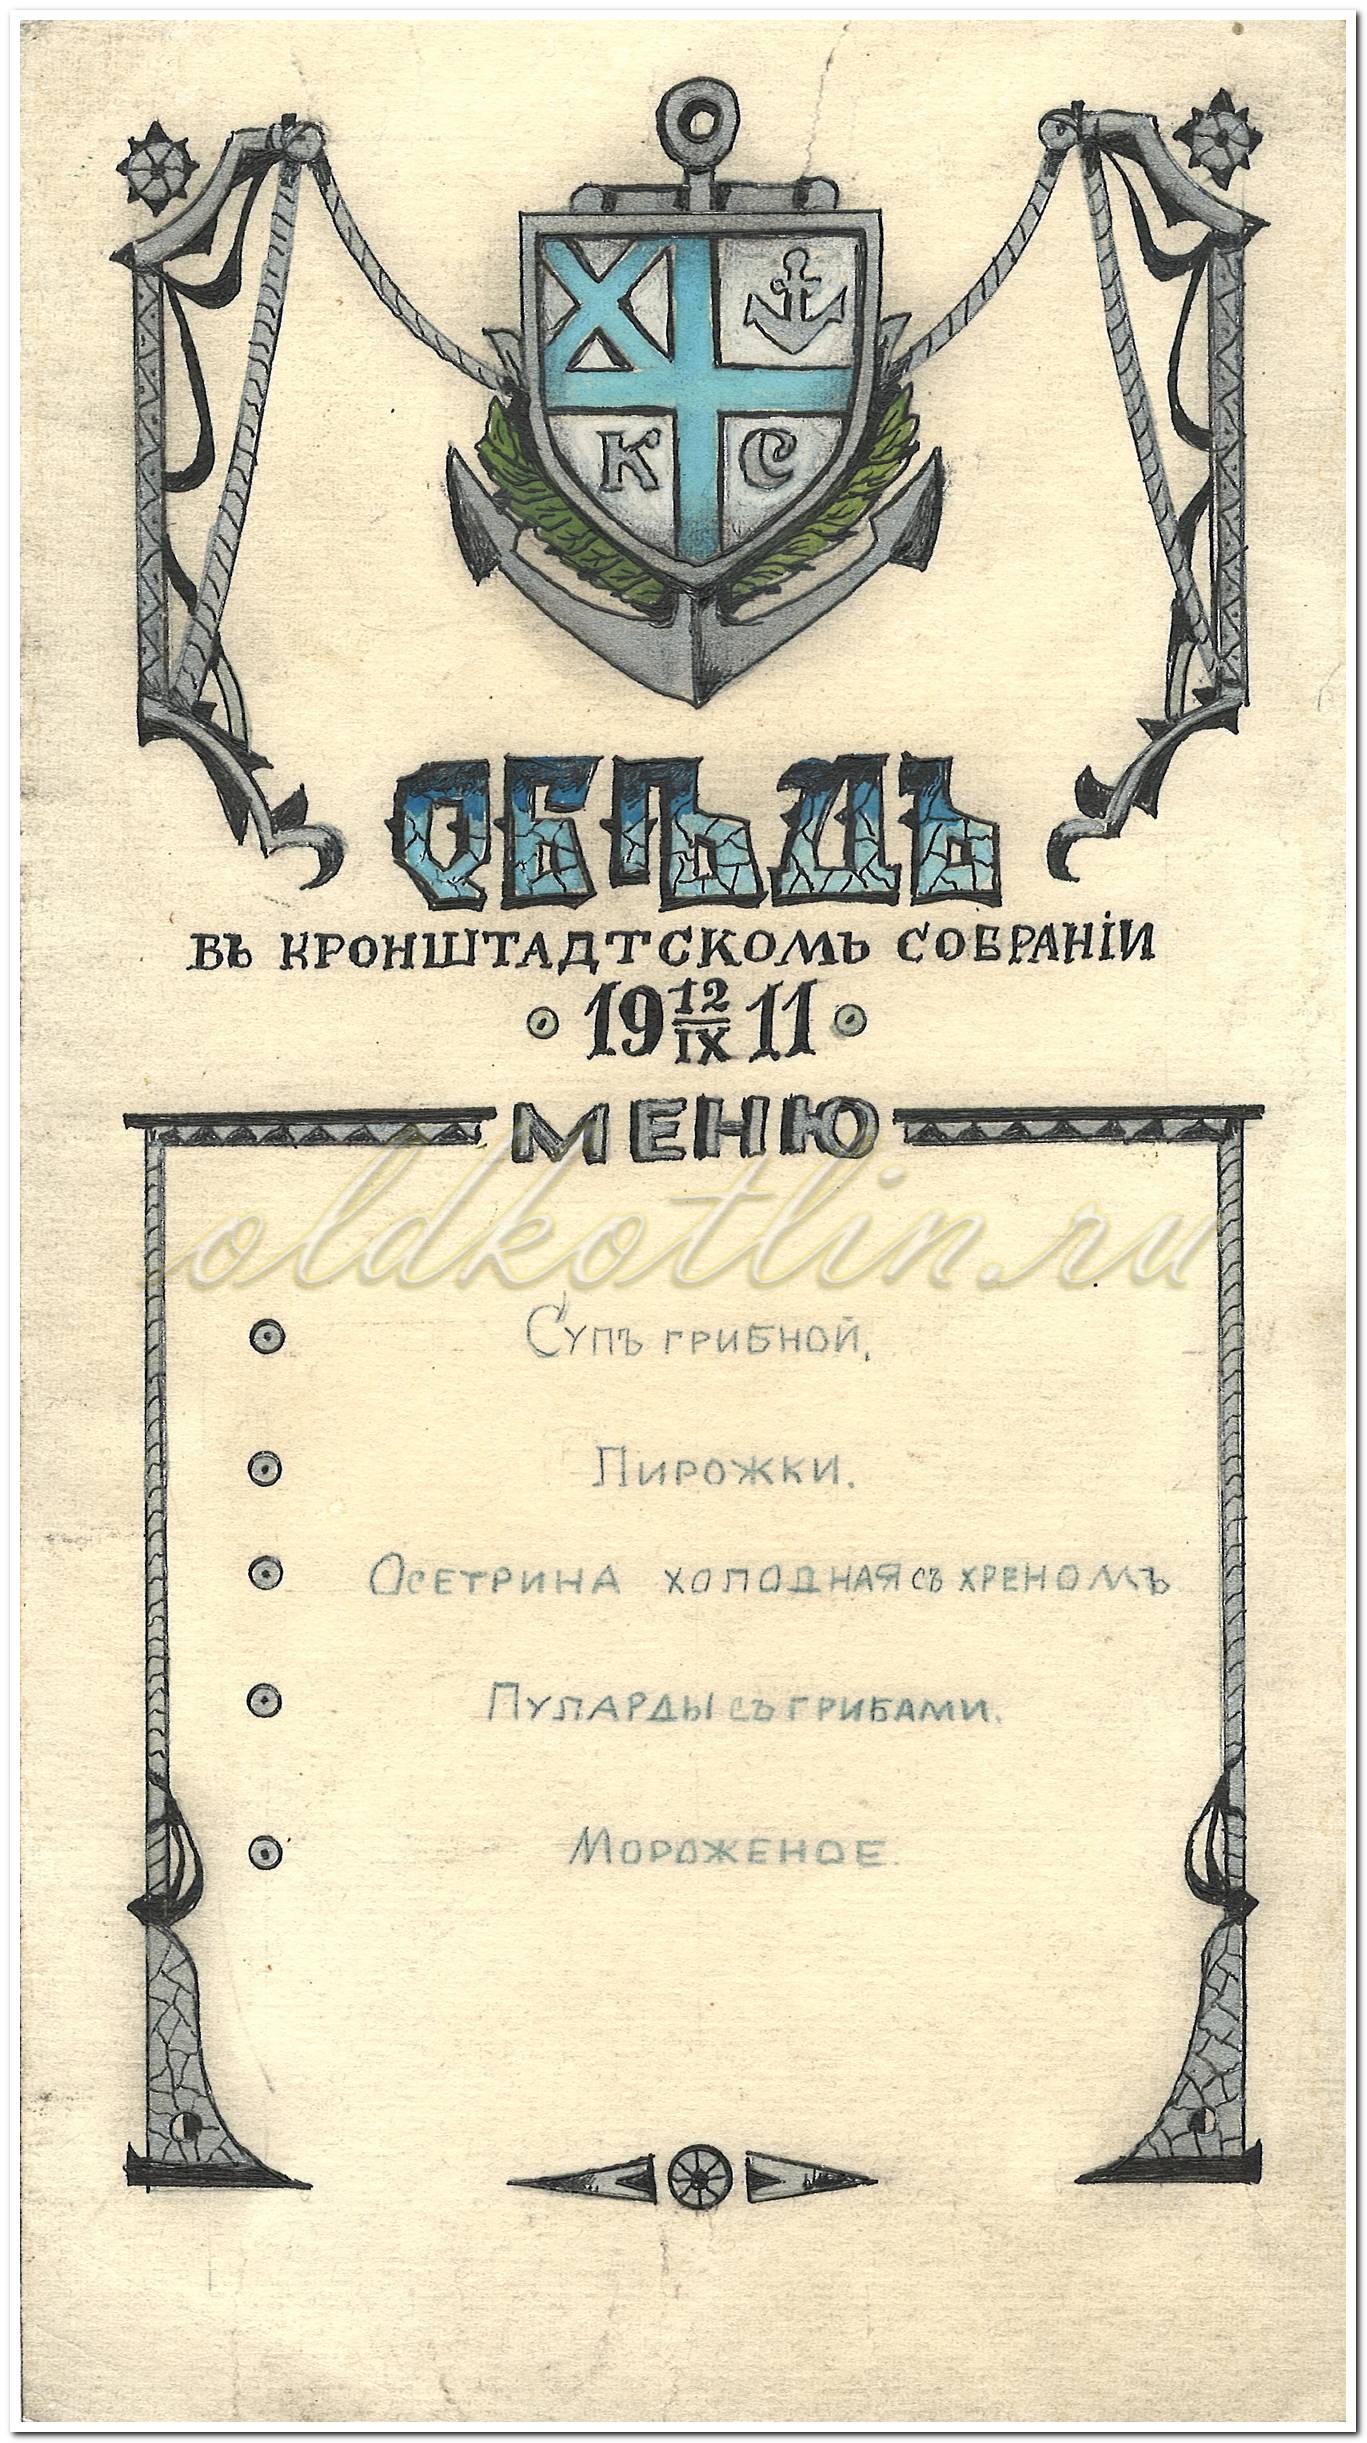 К С
ОБѢДЪ
ВЪ КРОНШТАДТСКОМЪ СОБРАНІИ
19 12/IX 11
МЕНЮ
oldkotlin.ru
Супъ грибной.
Пирожки.
Осетрина холодная съ хреномъ
Пуларды съ грибами.
Мороженое.